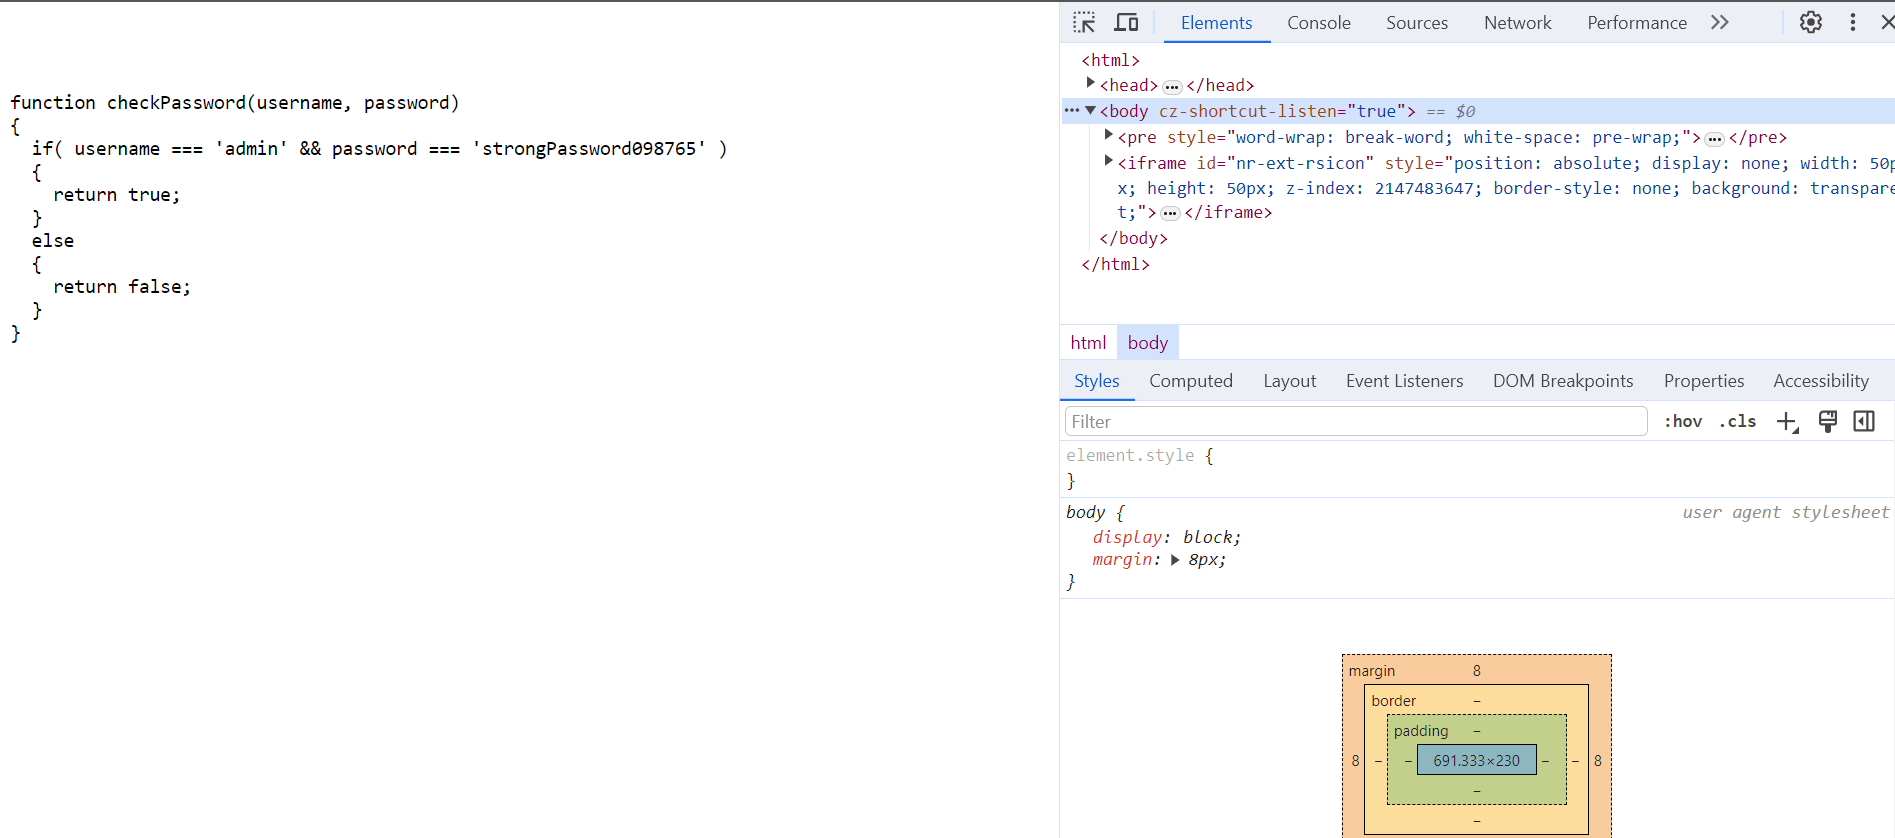 function checkPassword(username, password)
{
  if( username === 'admin' && password === 'strongPassword098765' )
  {
    return true;
  }
  else
  {
    return false;
  }
}
Elements Console Sources Network Performance
<html>
<head> … </head>
… <body cz-shortcut-listen="true"> == $0
<pre style="word-wrap: break-word; white-space: pre-wrap;"> … </pre>
<iframe id="nr-ext-rsicon" style="position: absolute; display: none; width: 50p
x; height: 50px; z-index: 2147483647; border-style: none; background: transpare
t;"> … </iframe>
</body>
</html>
html body
Styles Computed Layout Event Listeners DOM Breakpoints Properties Accessibility
Filter :hov .cls
element.style {
}
body { user agent stylesheet
display: block;
margin: 8px;
}
margin 8
border –
padding –
8 – – 691.333×230 – – 8
–
–